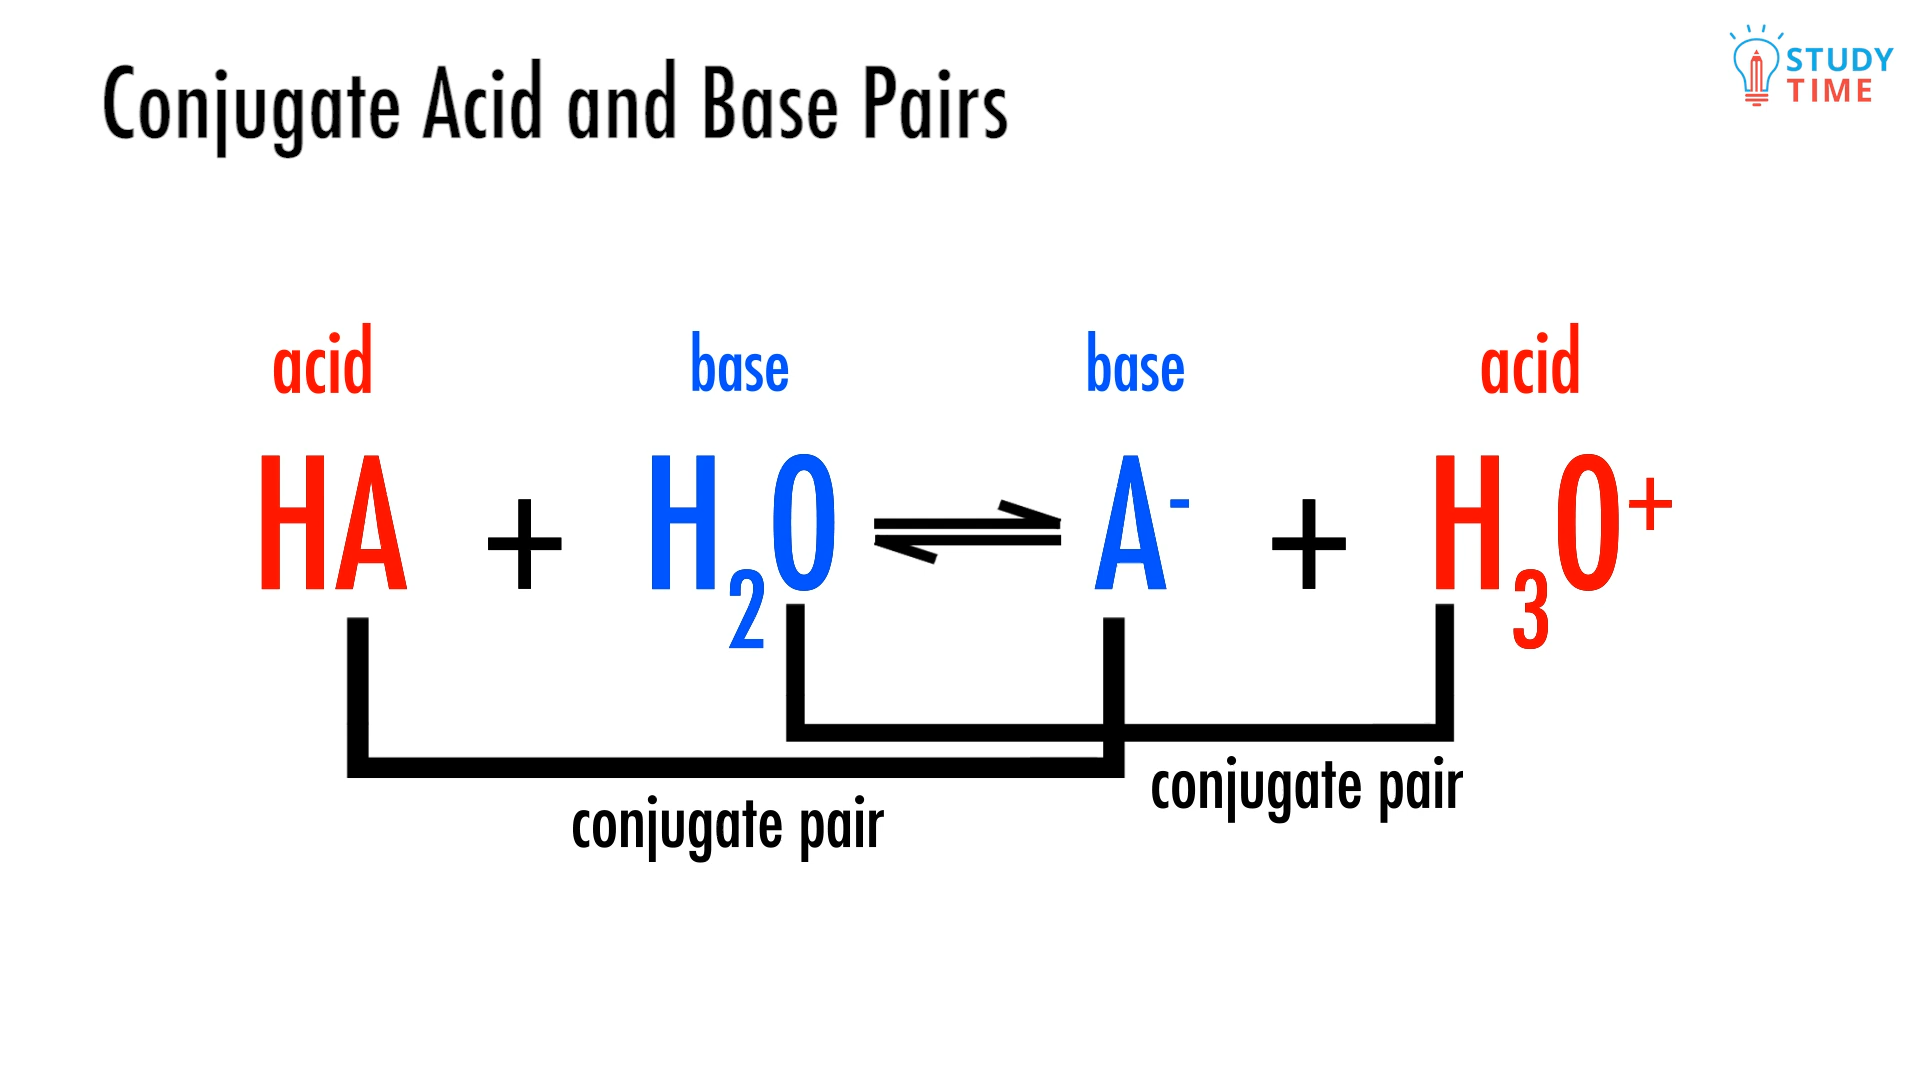 Conjugate Acid and Base Pairs
STUDY
TIME
acid base base acid
HA + H₂O ⇌ A⁻ + H₃O⁺
conjugate pair
conjugate pair